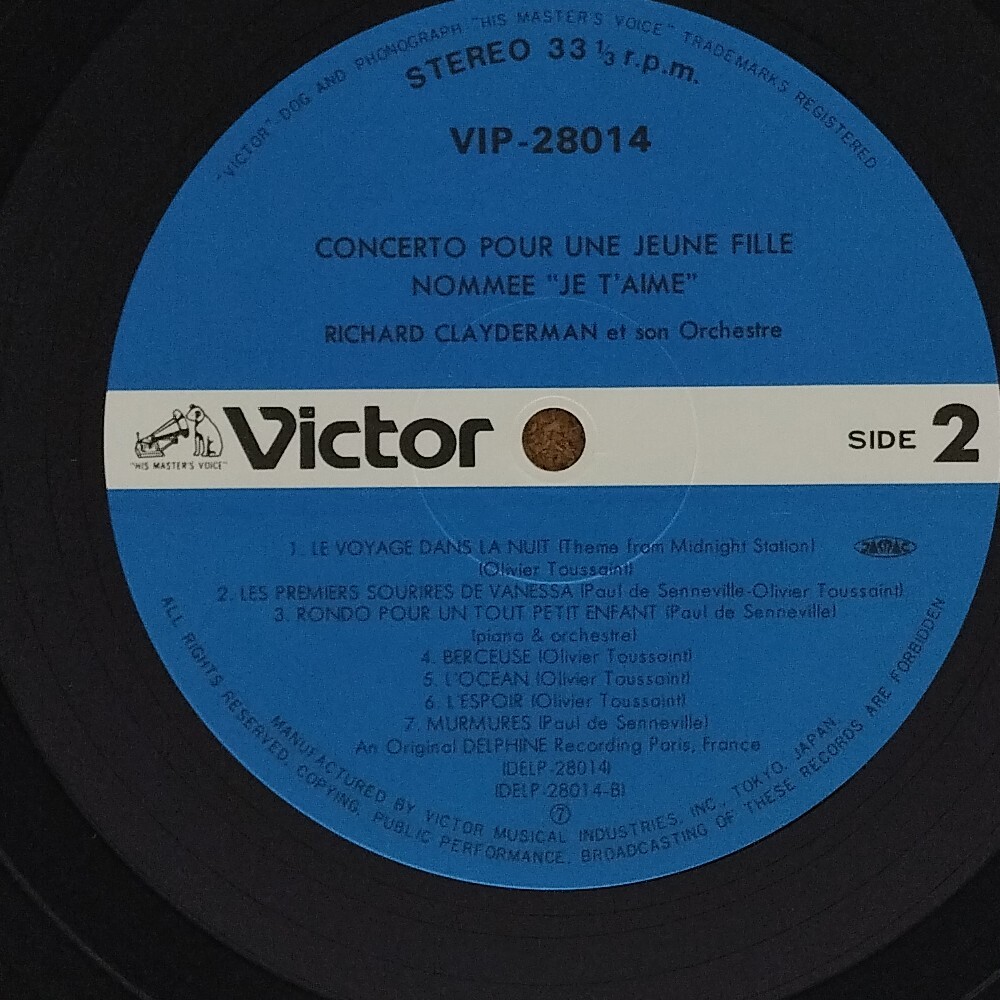 "VICTOR"-DOG AND PHONOGRAPH-"HIS MASTER'S VOICE" TRADEMARKS REGISTERED
STEREO 33 ⅓ r.p.m.
VIP-28014
CONCERTO POUR UNE JEUNE FILLE
NOMMEE "JE T'AIME"
RICHARD CLAYDERMAN et son Orchestre
"HIS MASTER'S VOICE"
Victor
SIDE 2
1. LE VOYAGE DANS LA NUIT (Theme from Midnight Station)
JASRAC
(Olivier Toussaint)
2. LES PREMIERS SOURIRES DE VANESSA (Paul de Senneville-Olivier Toussaint)
3. RONDO POUR UN TOUT PETIT ENFANT (Paul de Senneville)
(piano & orchestre)
4. BERCEUSE (Olivier Toussaint)
5. L'OCEAN (Olivier Toussaint)
6. L'ESPOIR (Olivier Toussaint)
7. MURMURES (Paul de Senneville)
An Original DELPHINE Recording Paris, France
(DELP-28014)
(DELP-28014-B)
⑦
MANUFACTURED BY VICTOR MUSICAL INDUSTRIES, INC., TOKYO, JAPAN.
ALL RIGHTS RESERVED. COPYING, PUBLIC PERFORMANCE, BROADCASTING OF THESE RECORDS ARE FORBIDDEN